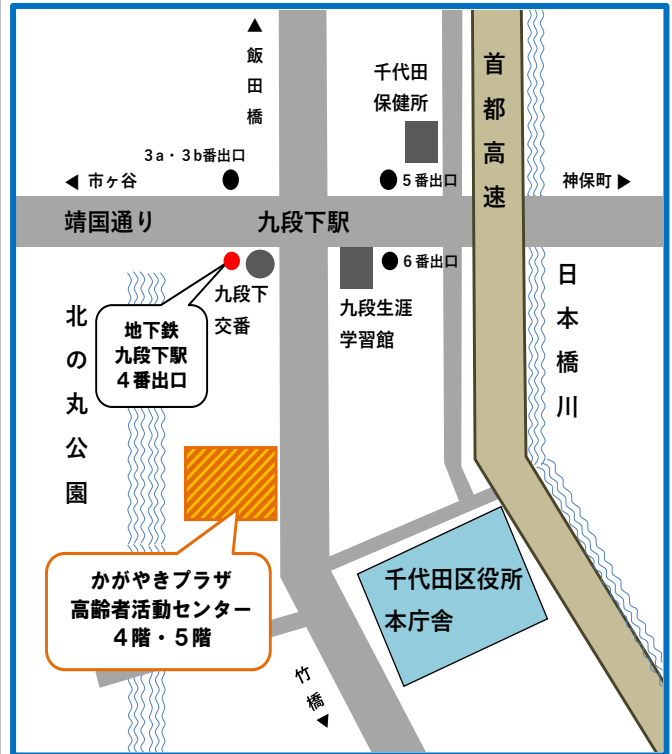 ▲飯田橋
千代田
保健所
首都高速
3a・3b番出口
◀ 市ヶ谷
5番出口
神保町▶
靖国通り
九段下駅
6番出口
九段下
交番
九段生涯
学習館
日本橋川
北の丸公園
地下鉄
九段下駅
４番出口
かがやきプラザ
高齢者活動センター
４階・５階
千代田区役所
本庁舎
竹橋▼